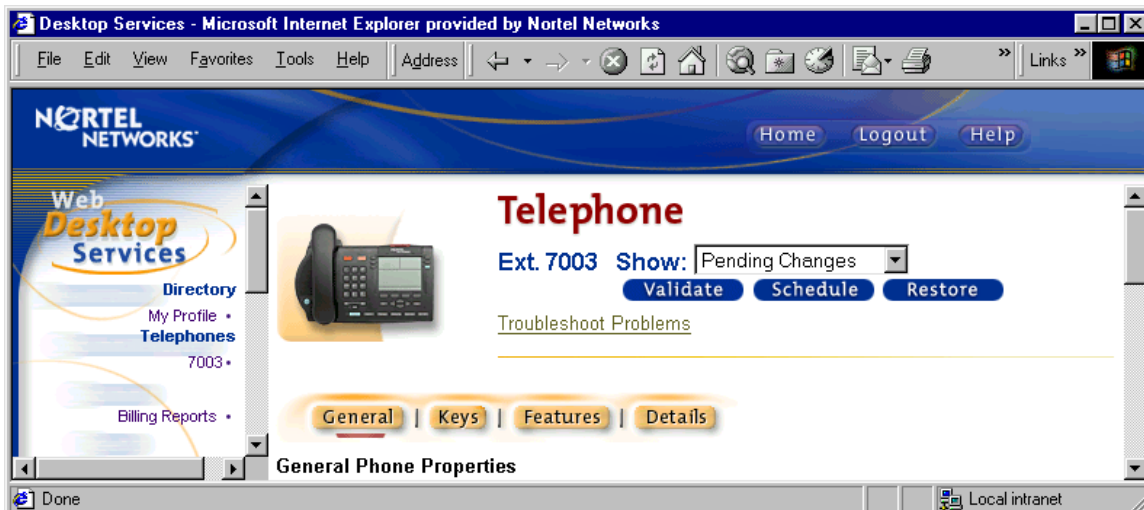 Desktop Services - Microsoft Internet Explorer provided by Nortel Networks
File Edit View Favorites Tools Help Address » Links »
NORTEL
NETWORKS
Home Logout Help
Web
Desktop
Services
Directory
My Profile •
Telephones
7003 •
Billing Reports •
Telephone
Ext. 7003 Show: Pending Changes
Validate Schedule Restore
Troubleshoot Problems
General | Keys | Features | Details
General Phone Properties
Done Local intranet